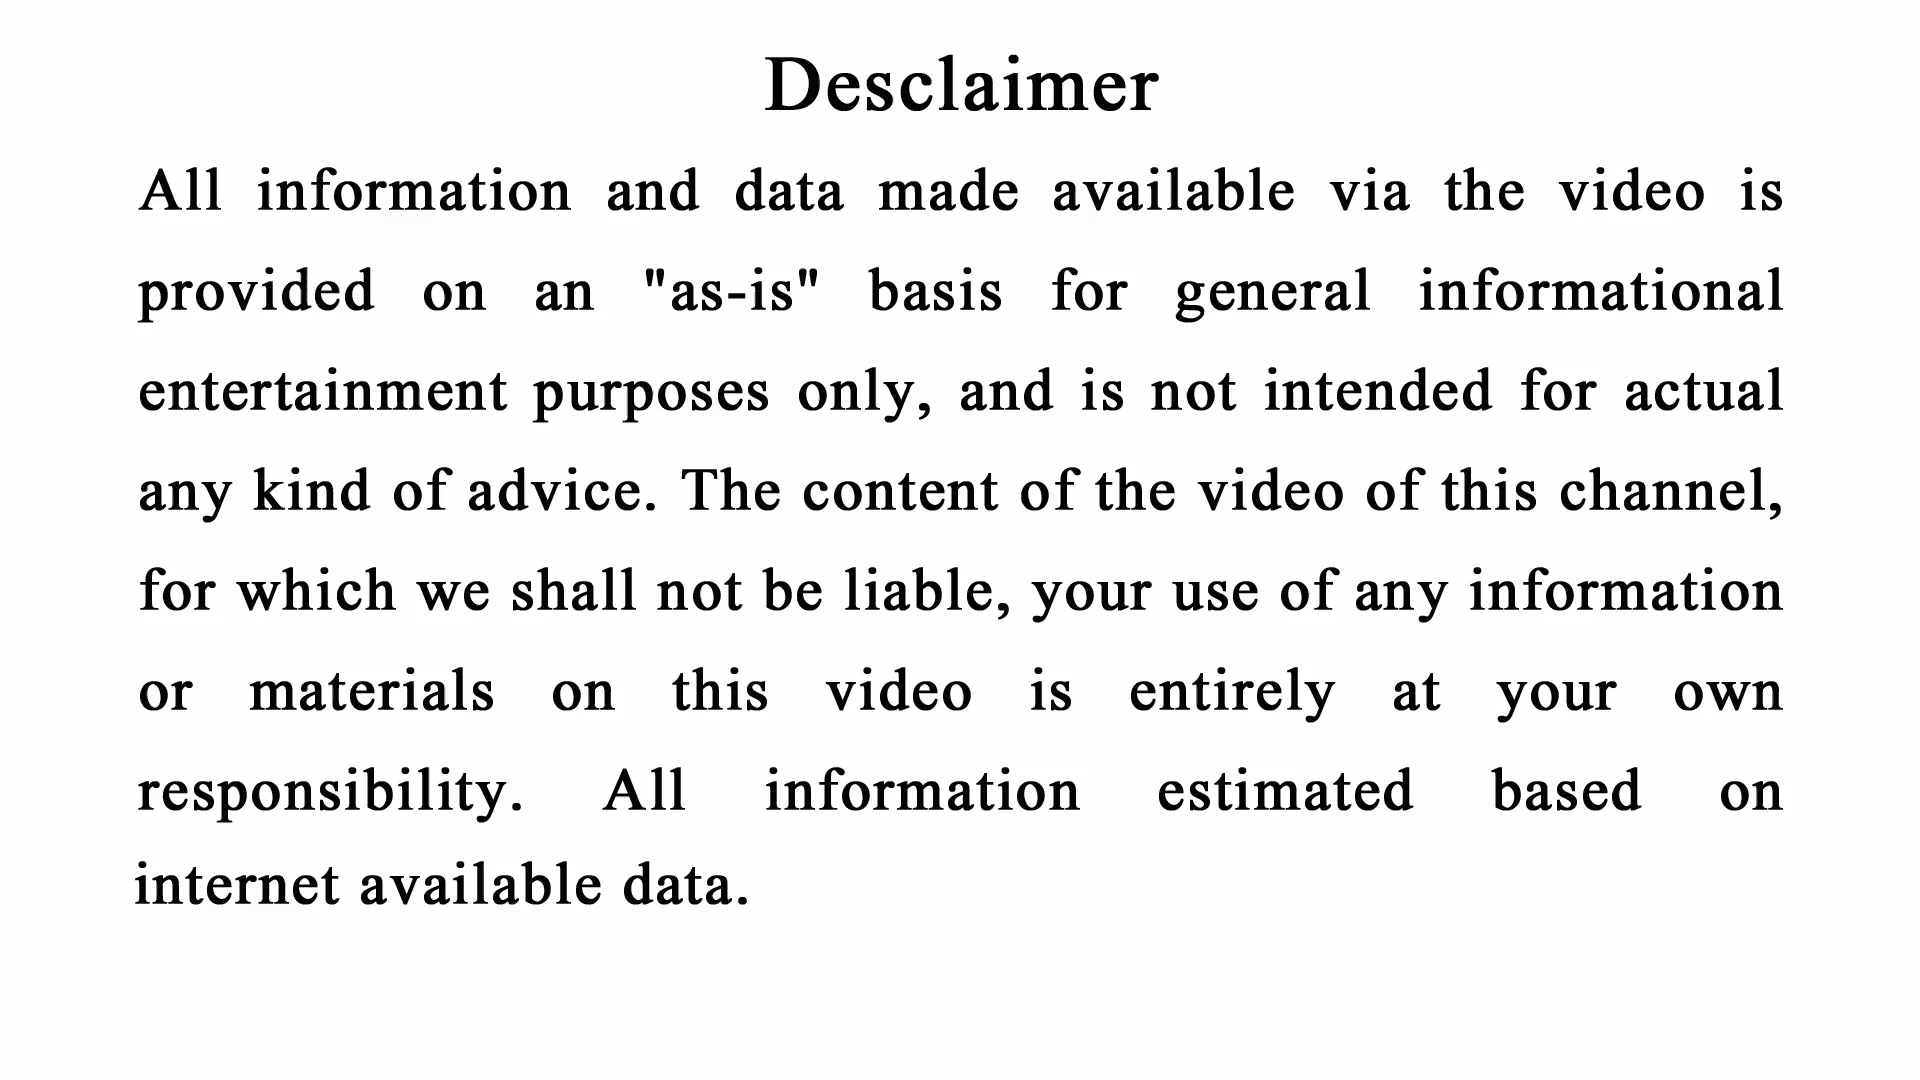 Desclaimer
All information and data made available via the video is
provided on an "as-is" basis for general informational
entertainment purposes only, and is not intended for actual
any kind of advice. The content of the video of this channel,
for which we shall not be liable, your use of any information
or materials on this video is entirely at your own
responsibility. All information estimated based on
internet available data.